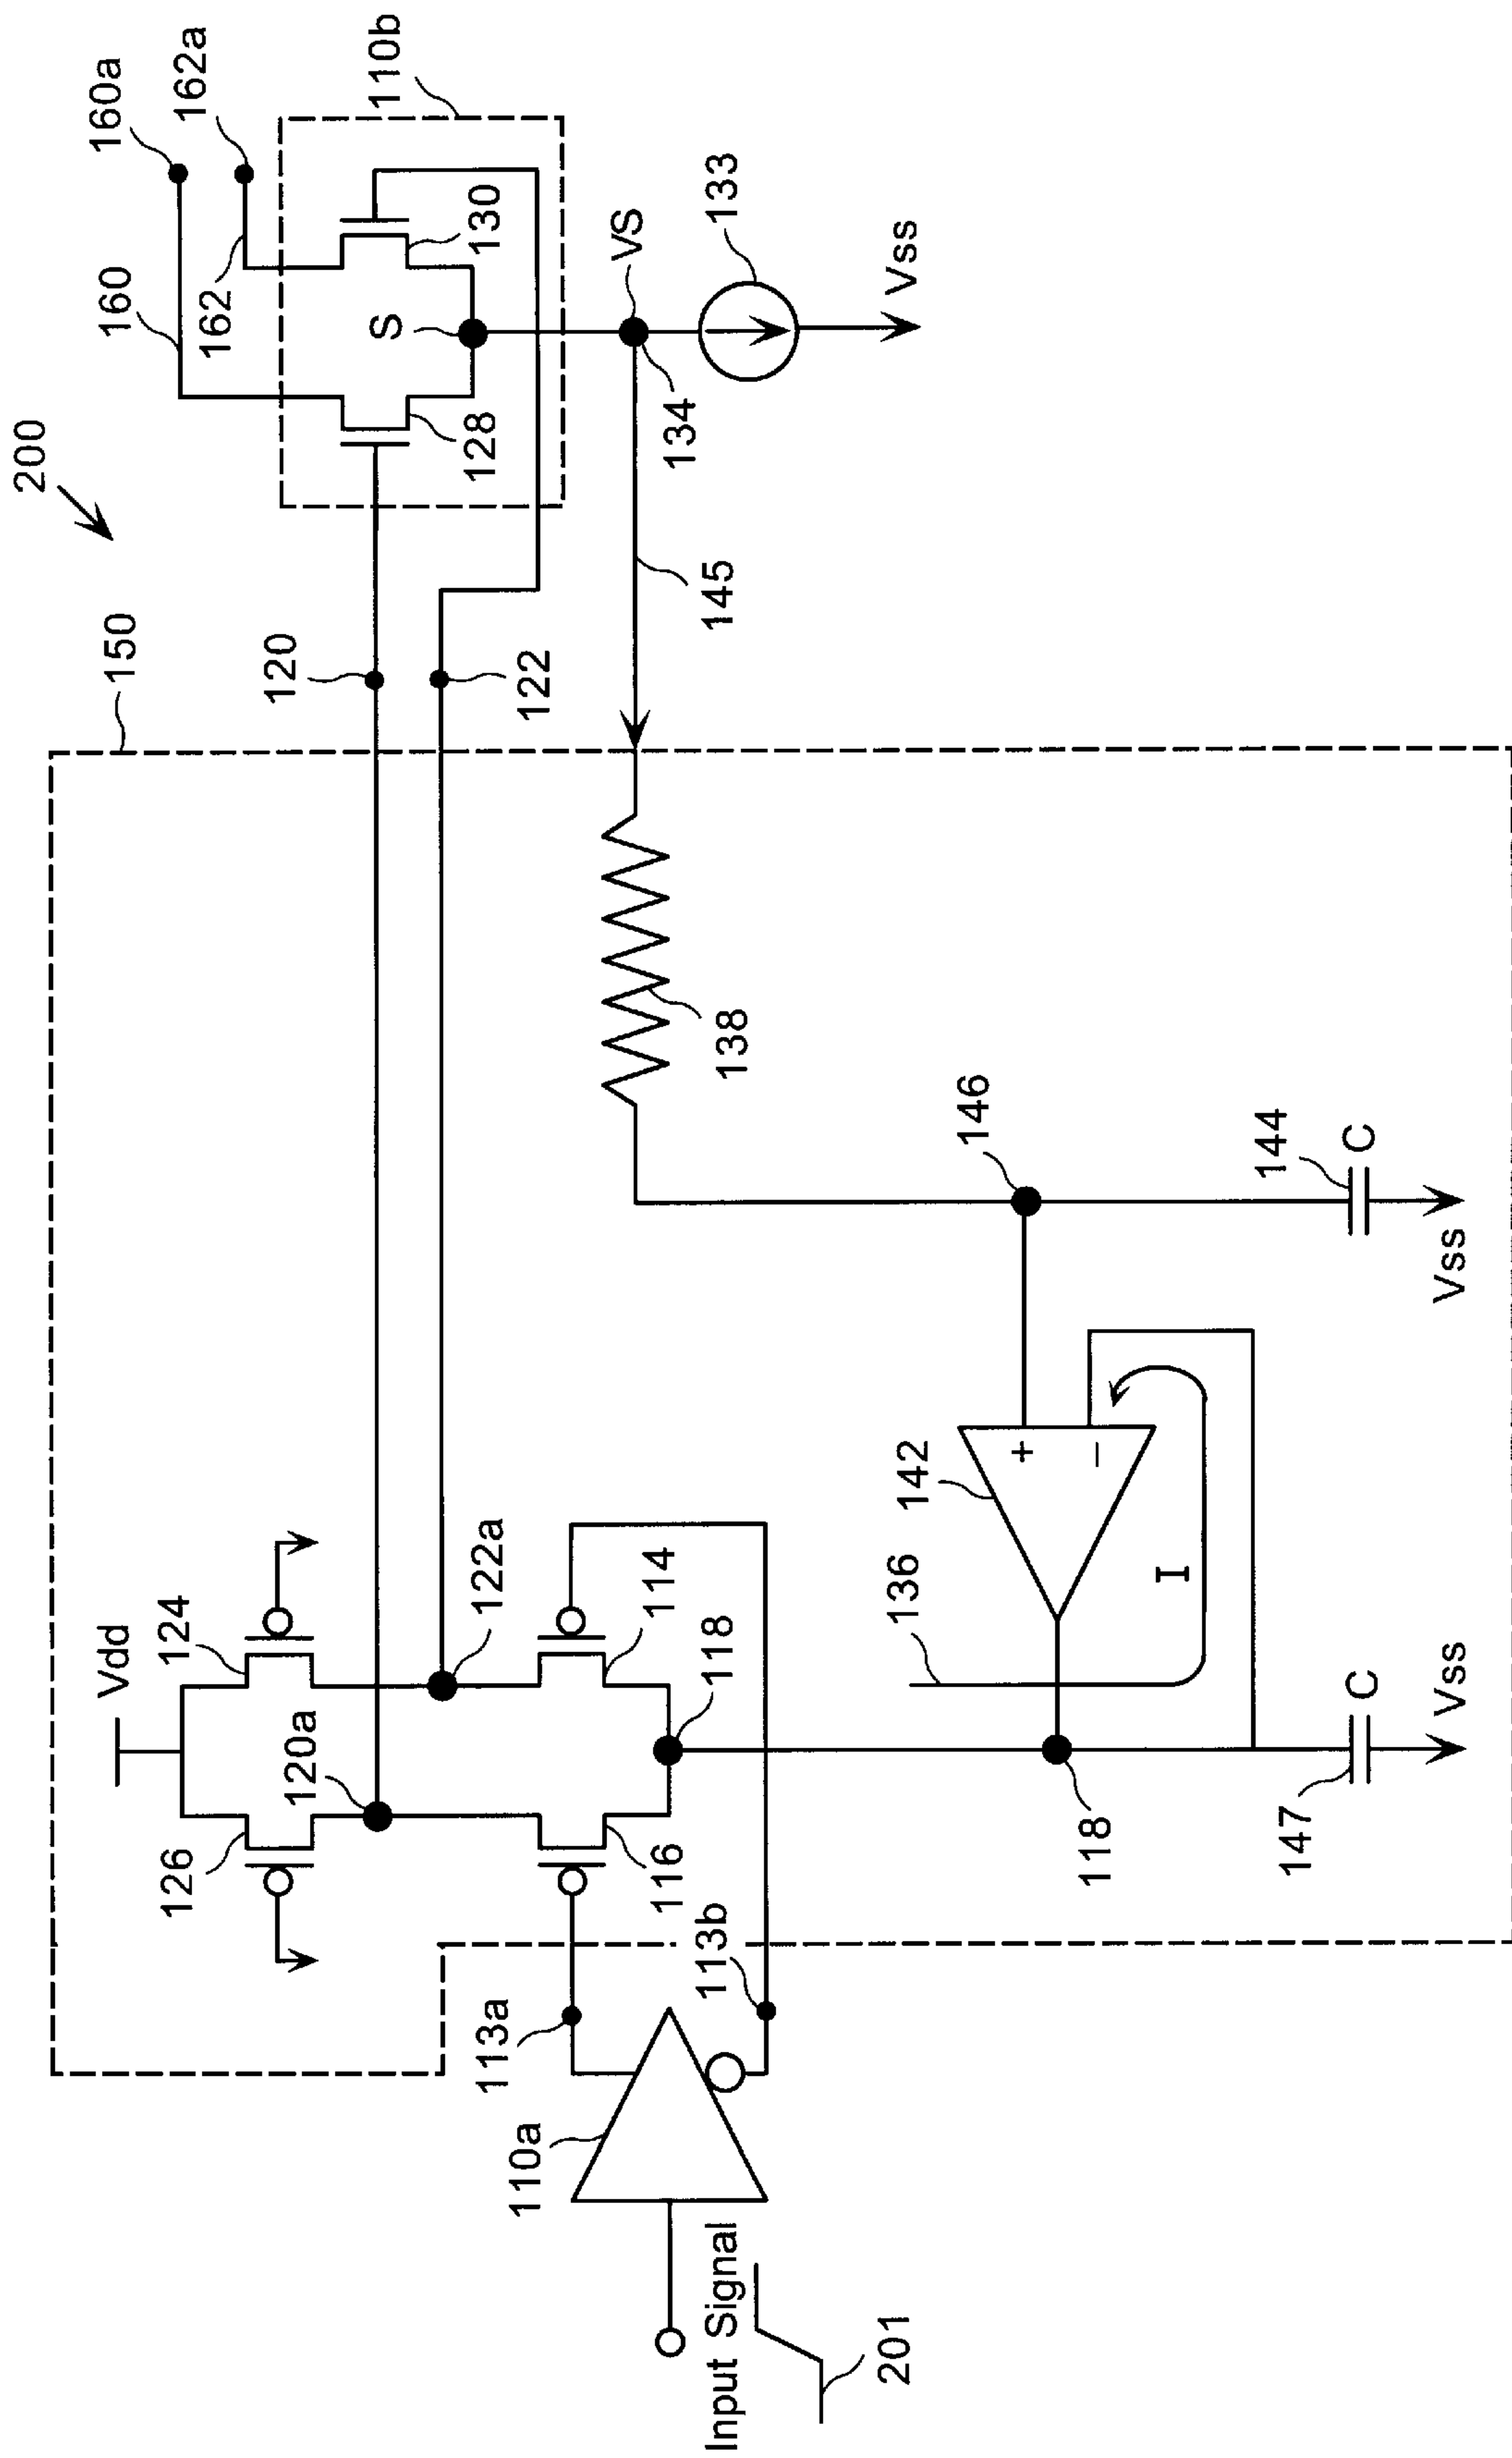 200
160a
162a
160
162
110b
S
130
128
VS
134
133
Vss
145
150
120
122
138
146
144
C
Vss
Vdd
124
126
120a
122a
114
116
118
142
+
−
136
I
118
147
C
Vss
113a
113b
110a
Input Signal
201